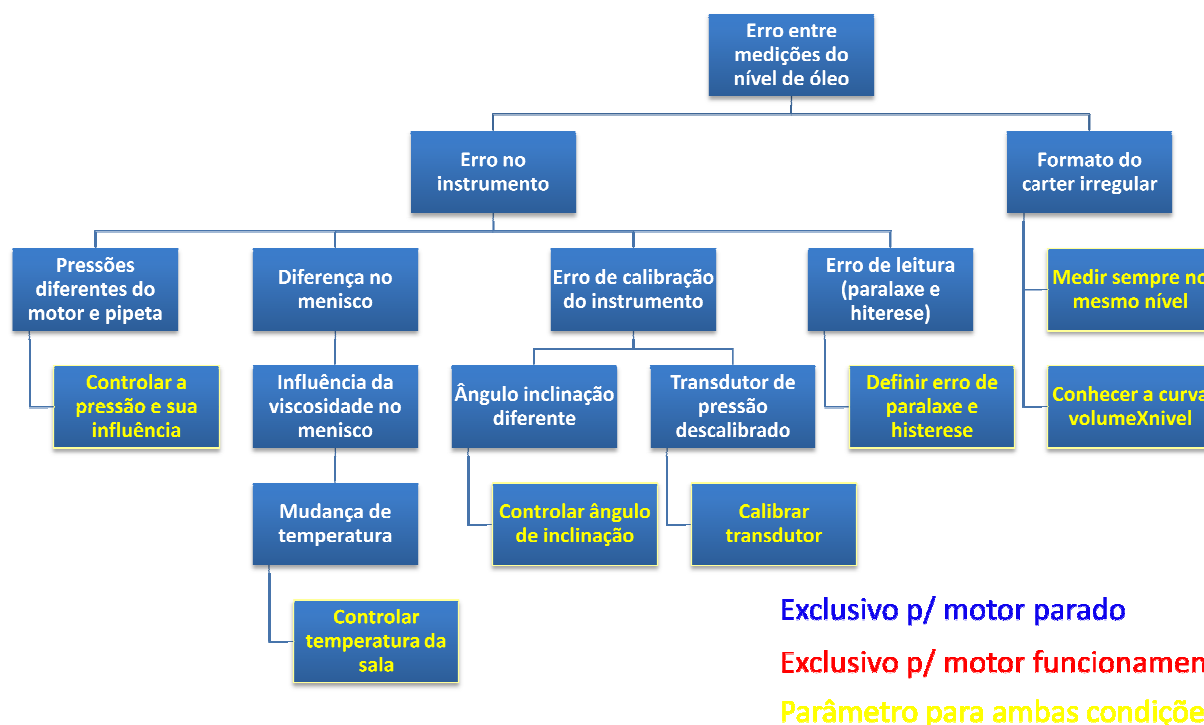 Erro entre
medições do
nível de óleo
Erro no
instrumento
Formato do
carter irregular
Pressões
diferentes do
motor e pipeta
Diferença no
menisco
Erro de calibração
do instrumento
Erro de leitura
(paralaxe e
hiterese)
Medir sempre no
mesmo nível
Controlar a
pressão e sua
influência
Influência da
viscosidade no
menisco
Ângulo inclinação
diferente
Transdutor de
pressão
descalibrado
Definir erro de
paralaxe e
histerese
Conhecer a curva
volumeXnivel
Mudança de
temperatura
Controlar ângulo
de inclinação
Calibrar
transdutor
Controlar
temperatura da
sala
Exclusivo p/ motor parado
Exclusivo p/ motor funcionamen
Parâmetro para ambas condiçõe